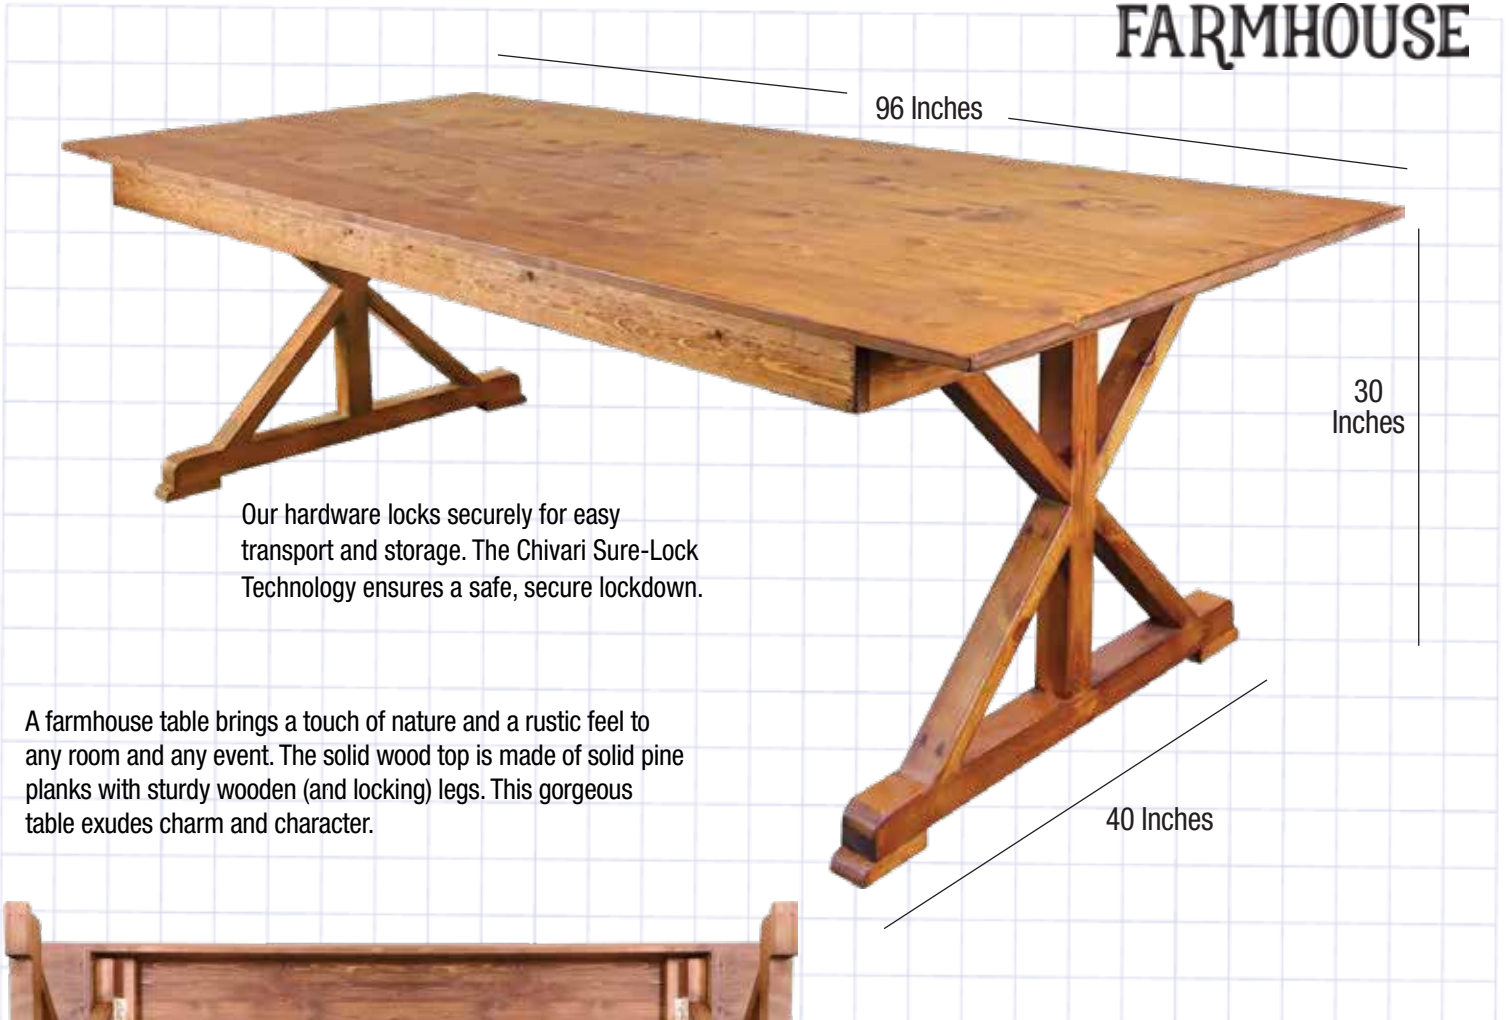 FARMHOUSE
96 Inches
30
Inches
Our hardware locks securely for easy
transport and storage. The Chivari Sure-Lock
Technology ensures a safe, secure lockdown.
A farmhouse table brings a touch of nature and a rustic feel to
any room and any event. The solid wood top is made of solid pine
planks with sturdy wooden (and locking) legs. This gorgeous
table exudes charm and character.
40 Inches